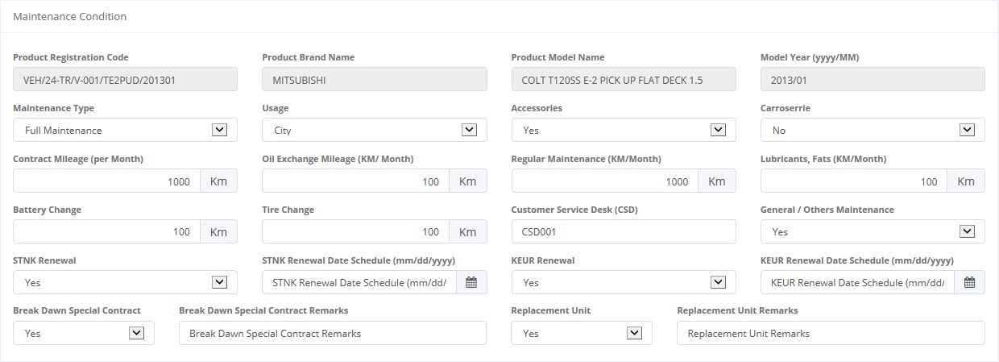 Maintenance Condition
Product Registration Code Product Brand Name Product Model Name Model Year (yyyy/MM)
VEH/24-TR/V-001/TE2PUD/201301 MITSUBISHI COLT T120SS E-2 PICK UP FLAT DECK 1.5 2013/01
Maintenance Type Usage Accessories Carroserrie
Full Maintenance City Yes No
Contract Mileage (per Month) Oil Exchange Mileage (KM/ Month) Regular Maintenance (KM/Month) Lubricants, Fats (KM/Month)
1000 Km 100 Km 1000 Km 100 Km
Battery Change Tire Change Customer Service Desk (CSD) General / Others Maintenance
100 Km 100 Km CSD001 Yes
STNK Renewal STNK Renewal Date Schedule (mm/dd/yyyy) KEUR Renewal KEUR Renewal Date Schedule (mm/dd/yyyy)
Yes STNK Renewal Date Schedule (mm/dd/ Yes KEUR Renewal Date Schedule (mm/dd/
Break Dawn Special Contract Break Dawn Special Contract Remarks Replacement Unit Replacement Unit Remarks
Yes Break Dawn Special Contract Remarks Yes Replacement Unit Remarks